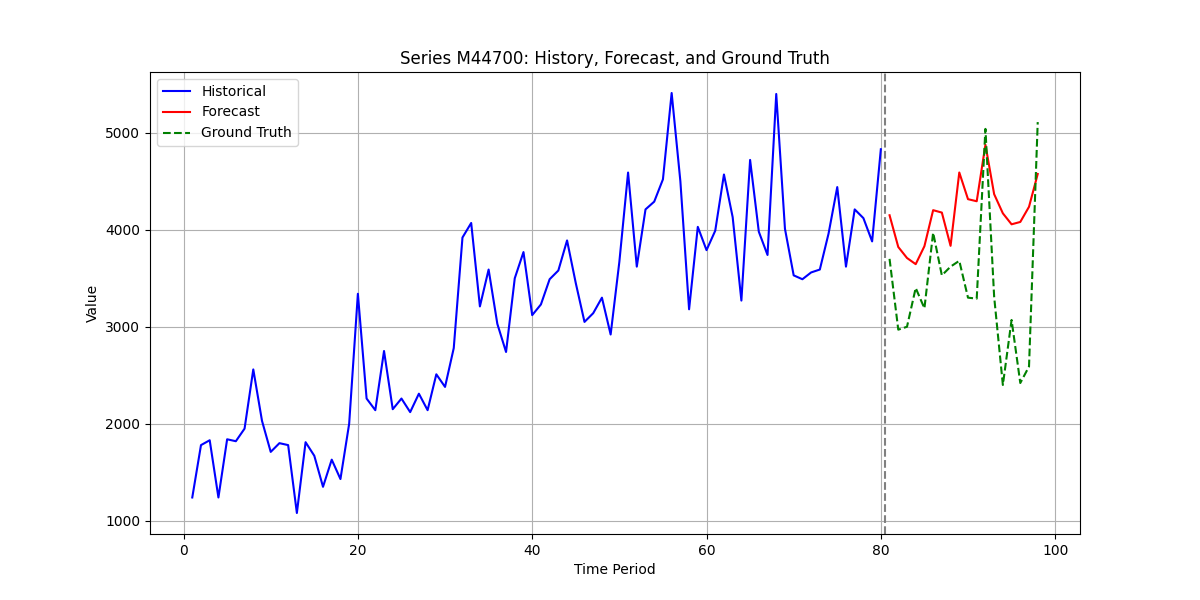 Series M44700: History, Forecast, and Ground Truth
Historical
Forecast
Ground Truth
5000
4000
3000
2000
1000
Value
0 20 40 60 80 100
Time Period